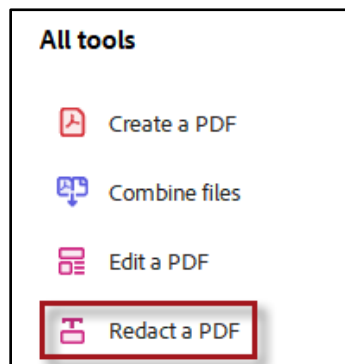 All tools
Create a PDF
Combine files
Edit a PDF
Redact a PDF